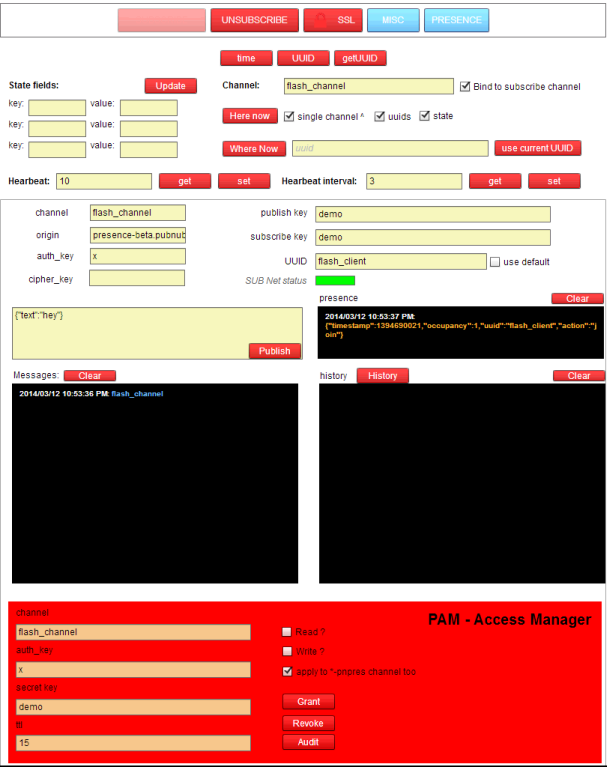 UNSUBSCRIBE SSL MISC PRESENCE
time UUID getUUID
State fields: Update Channel: flash_channel Bind to subscribe channel
key: value:
key: value:
key: value:
Here now single channel ^ uuids state
Where Now uuid use current UUID
Hearbeat: 10 get set Hearbeat interval: 3 get set
channel flash_channel publish key demo
origin presence-beta.pubnub subscribe key demo
auth_key x UUID flash_client use default
cipher_key SUB Net status
presence Clear
{"text":"hey"}
Publish
2014/03/12 10:53:37 PM:
{"timestamp":1394690021,"occupancy":1,"uuid":"flash_client","action":"j
oin"}
Messages: Clear history History Clear
2014/03/12 10:53:36 PM: flash_channel
PAM - Access Manager
channel
flash_channel Read ?
auth_key Write ?
x apply to *-pnpres channel too
secret key
demo Grant
ttl Revoke
15 Audit